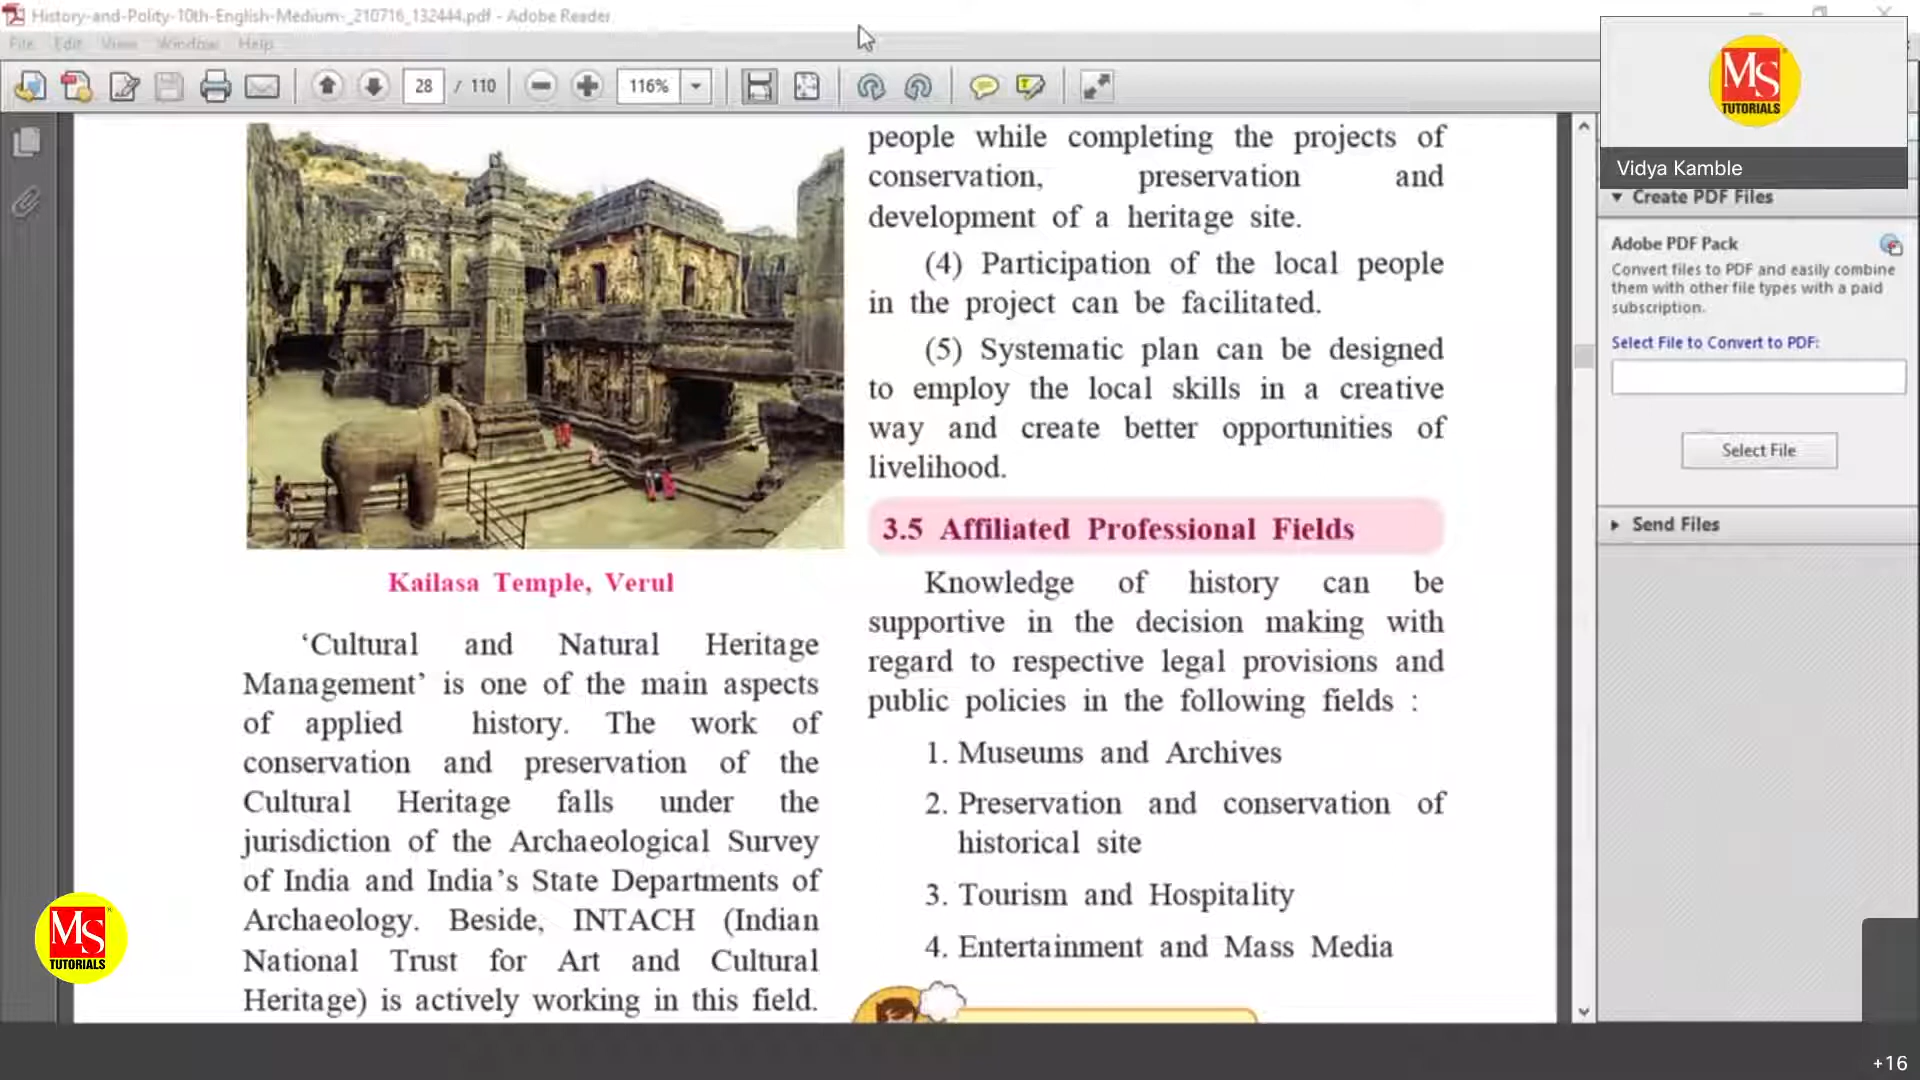 History-and-Polity-10th-English-Medium-_210716_132444.pdf - Adobe Reader
File Edit View Window Help
28 / 110
116%
MS
TUTORIALS
Vidya Kamble
Kailasa Temple, Verul
'Cultural and Natural Heritage
Management' is one of the main aspects
of applied history. The work of
conservation and preservation of the
Cultural Heritage falls under the
jurisdiction of the Archaeological Survey
of India and India's State Departments of
Archaeology. Beside, INTACH (Indian
National Trust for Art and Cultural
Heritage) is actively working in this field.
people while completing the projects of
conservation, preservation and
development of a heritage site.
(4) Participation of the local people
in the project can be facilitated.
(5) Systematic plan can be designed
to employ the local skills in a creative
way and create better opportunities of
livelihood.
3.5 Affiliated Professional Fields
Knowledge of history can be
supportive in the decision making with
regard to respective legal provisions and
public policies in the following fields :
1. Museums and Archives
2. Preservation and conservation of
historical site
3. Tourism and Hospitality
4. Entertainment and Mass Media
Create PDF Files
Adobe PDF Pack
Convert files to PDF and easily combine
them with other file types with a paid
subscription.
Select File to Convert to PDF:
Select File
Send Files
MS
TUTORIALS
+16